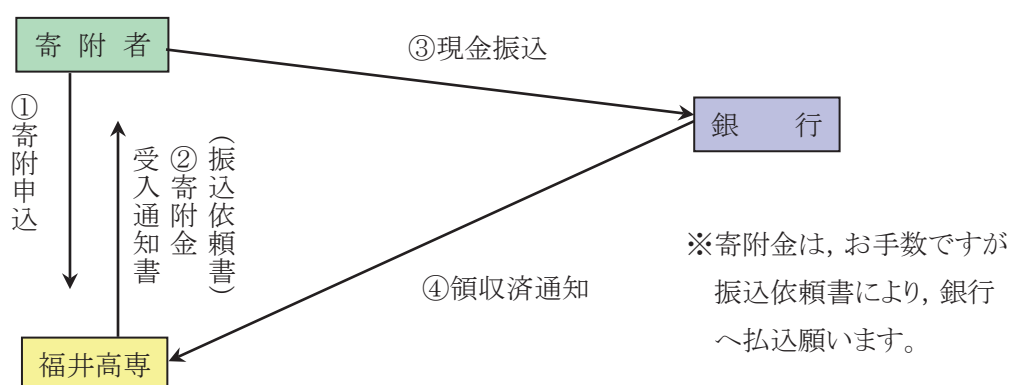 寄 附 者
③現金振込
銀 行
①寄附申込
(振込依頼書)
②寄附金
受入通知書
④領収済通知
福井高専
※寄附金は,お手数ですが
振込依頼書により,銀行
へ払込願います。